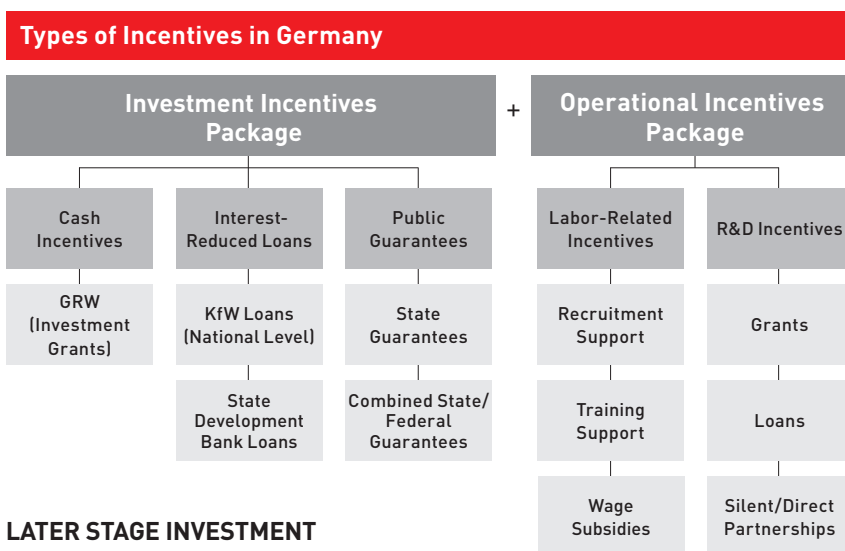 Types of Incentives in Germany
Investment Incentives
Package
+
Operational Incentives
Package
Cash
Incentives
Interest-
Reduced Loans
Public
Guarantees
Labor-Related
Incentives
R&D Incentives
GRW
(Investment
Grants)
KfW Loans
(National Level)
State
Guarantees
Recruitment
Support
Grants
State
Development
Bank Loans
Combined State/
Federal
Guarantees
Training
Support
Loans
Wage
Subsidies
Silent/Direct
Partnerships
LATER STAGE INVESTMENT